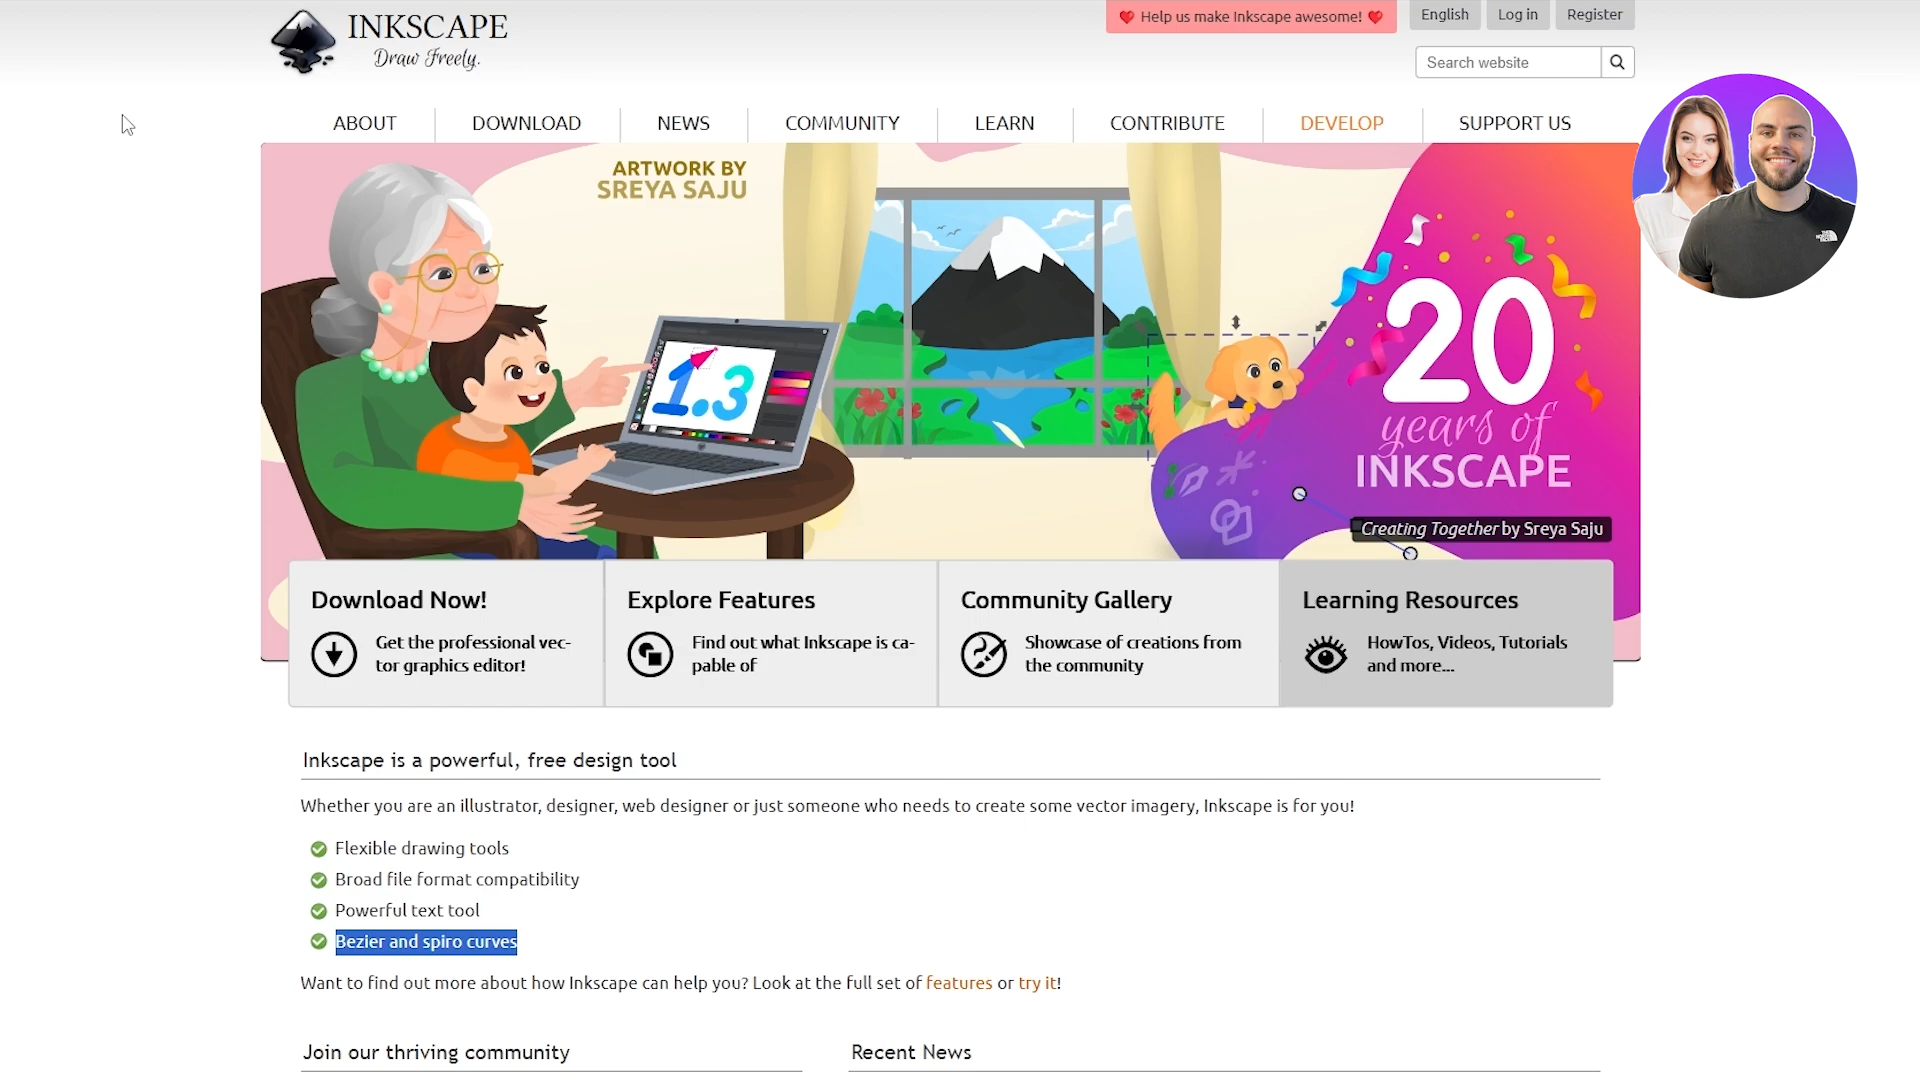 INKSCAPE
Draw Freely.
Help us make Inkscape awesome!
English
Log in
Register
Search website
ABOUT
DOWNLOAD
NEWS
COMMUNITY
LEARN
CONTRIBUTE
DEVELOP
SUPPORT US
ARTWORK BY
SREYA SAJU
1.3
20
years of
INKSCAPE
Creating Together by Sreya Saju
Download Now!
Get the professional vec-
tor graphics editor!
Explore Features
Find out what Inkscape is ca-
pable of
Community Gallery
Showcase of creations from
the community
Learning Resources
HowTos, Videos, Tutorials
and more...
Inkscape is a powerful, free design tool
Whether you are an illustrator, designer, web designer or just someone who needs to create some vector imagery, Inkscape is for you!
Flexible drawing tools
Broad file format compatibility
Powerful text tool
Bezier and spiro curves
Want to find out more about how Inkscape can help you? Look at the full set of features or try it!
Join our thriving community
Recent News